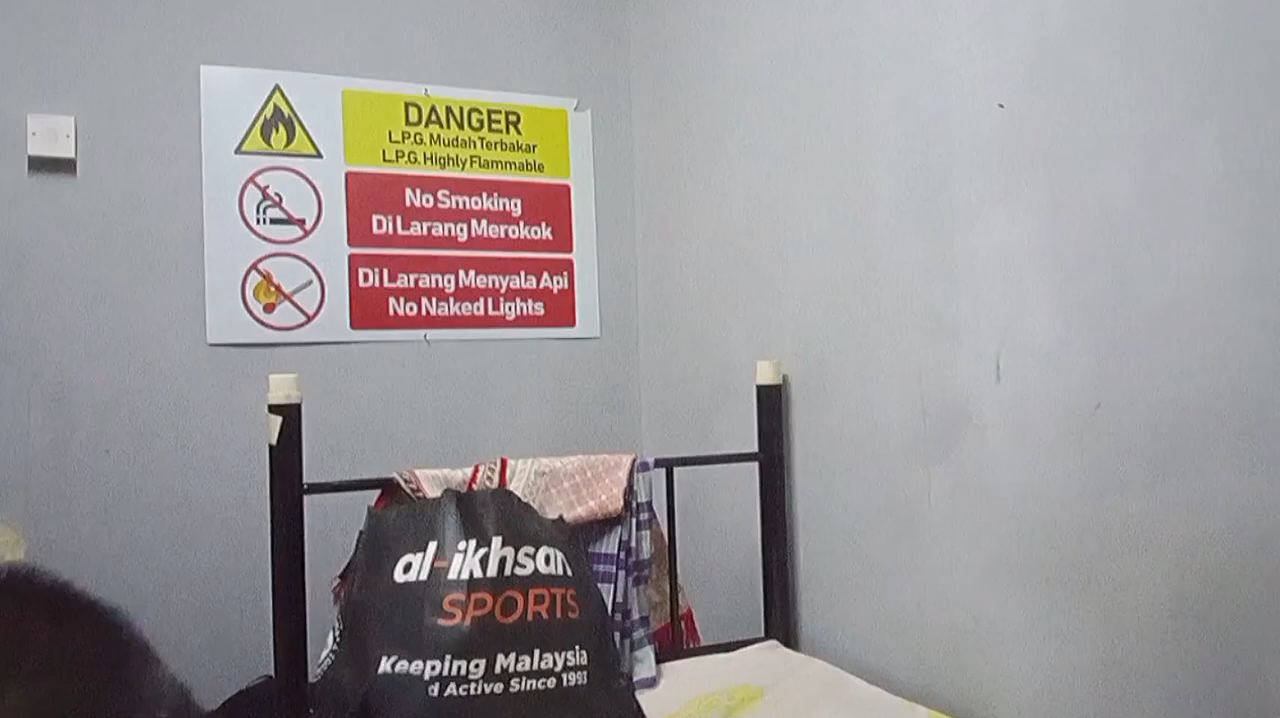 DANGER
L.P.G. Mudah Terbakar
L.P.G. Highly Flammable
No Smoking
Di Larang Merokok
Di Larang Menyala Api
No Naked Lights
al-ikhsan
SPORTS
Keeping Malaysia
d Active Since 1993